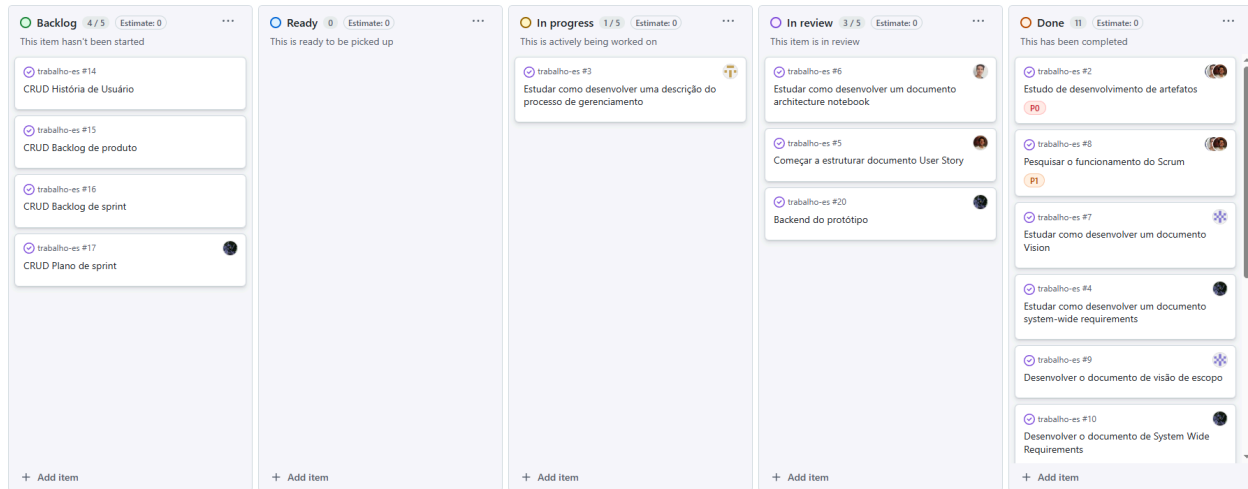 Backlog 4 / 5 Estimate: 0 ...
This item hasn't been started
trabalho-es #14
CRUD História de Usuário
trabalho-es #15
CRUD Backlog de produto
trabalho-es #16
CRUD Backlog de sprint
trabalho-es #17
CRUD Plano de sprint
+ Add item
Ready 0 Estimate: 0 ...
This is ready to be picked up
+ Add item
In progress 1 / 5 Estimate: 0 ...
This is actively being worked on
trabalho-es #3
Estudar como desenvolver uma descrição do
processo de gerenciamento
+ Add item
In review 3 / 5 Estimate: 0 ...
This item is in review
trabalho-es #6
Estudar como desenvolver um documento
architecture notebook
trabalho-es #5
Começar a estruturar documento User Story
trabalho-es #20
Backend do protótipo
+ Add item
Done 11 Estimate: 0 ...
This has been completed
trabalho-es #2
Estudo de desenvolvimento de artefatos
P0
trabalho-es #8
Pesquisar o funcionamento do Scrum
P1
trabalho-es #7
Estudar como desenvolver um documento
Vision
trabalho-es #4
Estudar como desenvolver um documento
system-wide requirements
trabalho-es #9
Desenvolver o documento de visão de escopo
trabalho-es #10
Desenvolver o documento de System Wide
Requirements
+ Add item